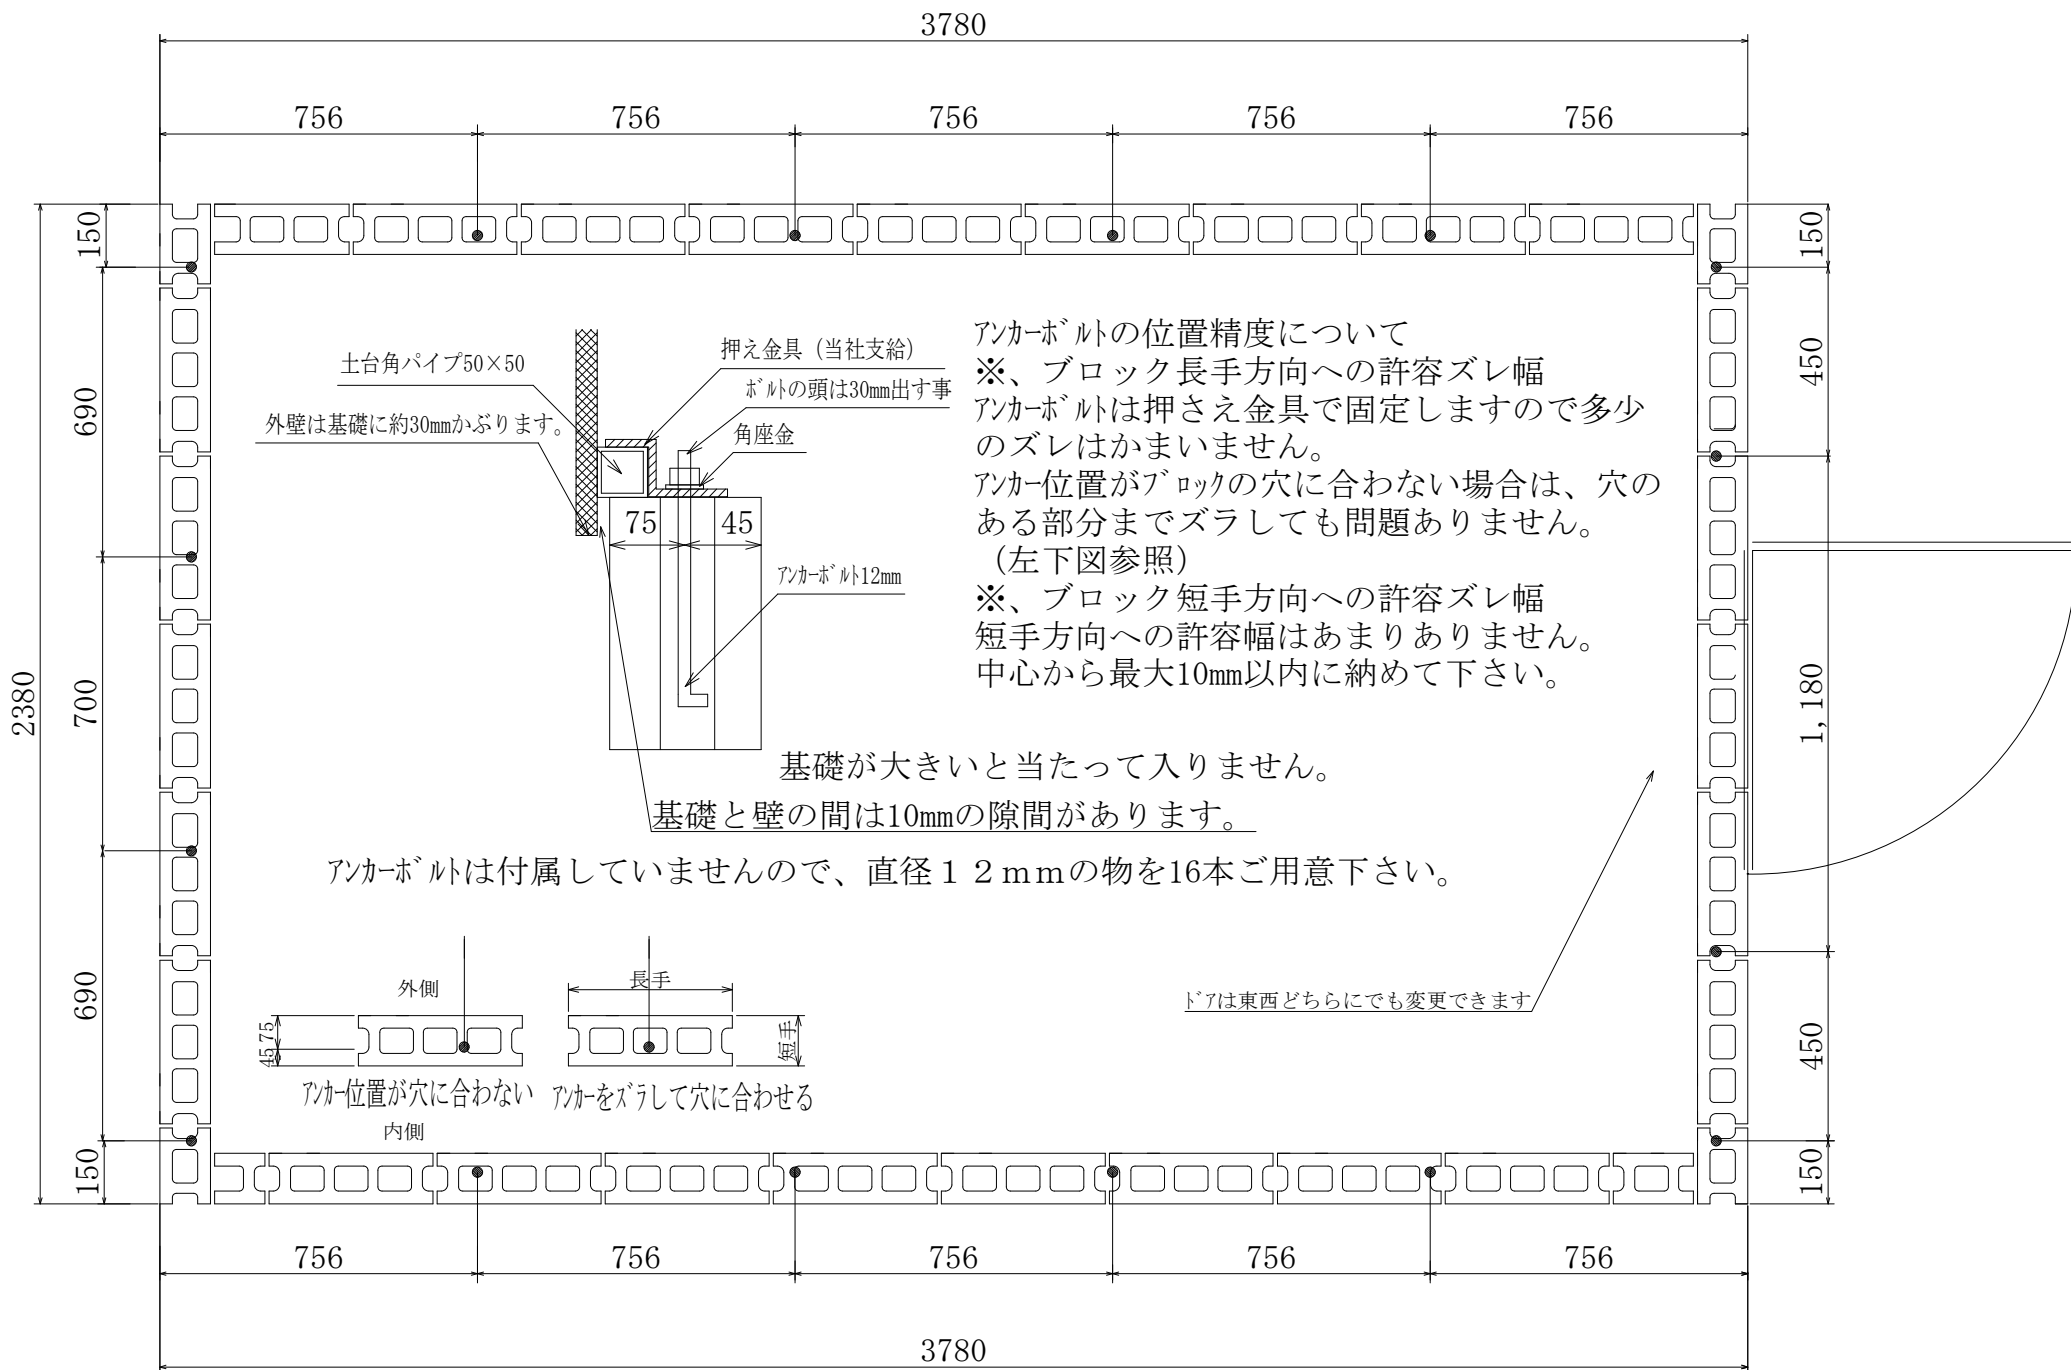 3780
756
756
756
756
756
150
690
700
690
150
2380
150
450
1,180
450
150
土台角パイプ50×50
外壁は基礎に約30mmかぶります。
押え金具（当社支給）
ボルトの頭は30mm出す事
角座金
75
45
アンカーボルト12mm
アンカーボルトの位置精度について
※、ブロック長手方向への許容ズレ幅
アンカーボルトは押さえ金具で固定しますので多少
のズレはかまいません。
アンカー位置がブロックの穴に合わない場合は、穴の
ある部分までズラしても問題ありません。
（左下図参照）
※、ブロック短手方向への許容ズレ幅
短手方向への許容幅はあまりありません。
中心から最大10mm以内に納めて下さい。
基礎が大きいと当たって入りません。
基礎と壁の間は10mmの隙間があります。
アンカーボルトは付属していませんので、直径１２ｍｍの物を16本ご用意下さい。
外側
75
45
アンカー位置が穴に合わない
内側
長手
短手
アンカーをズラして穴に合わせる
ドアは東西どちらにでも変更できます
756
756
756
756
756
3780